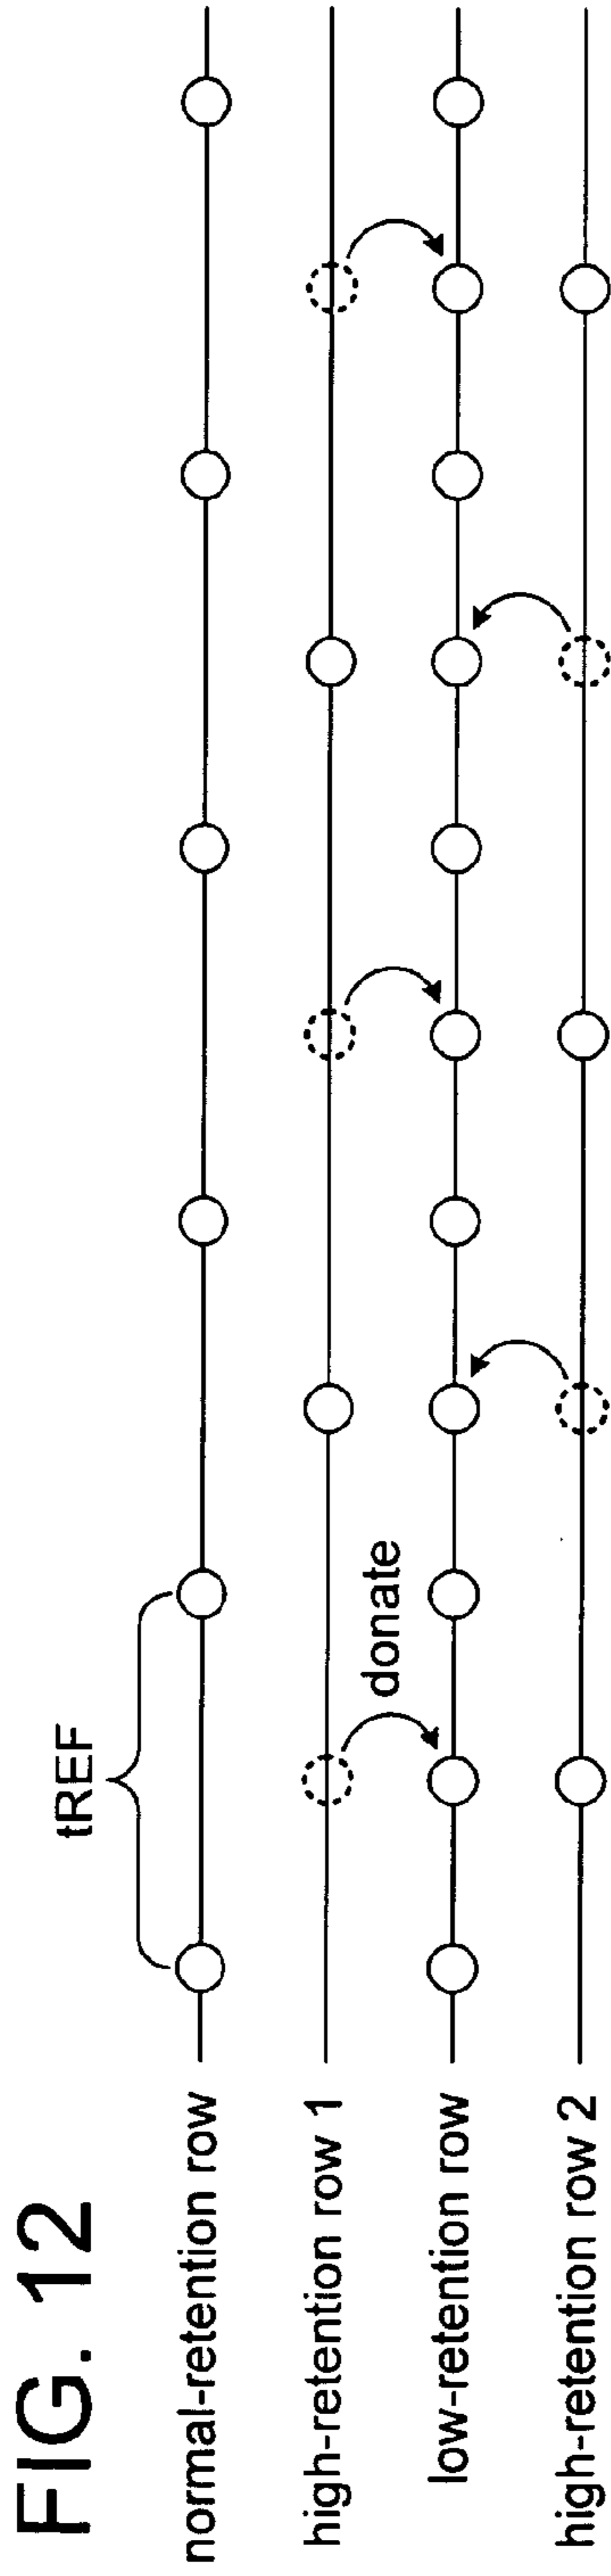 FIG. 12
tREF
normal-retention row
high-retention row 1
donate
low-retention row
high-retention row 2